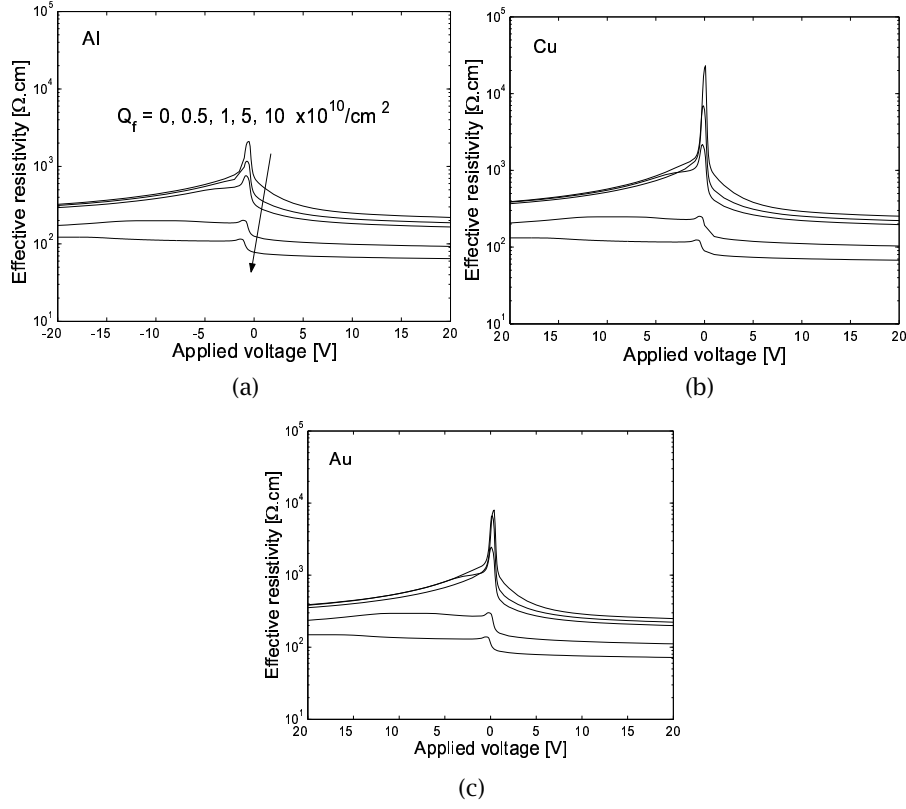 Al
Q_f = 0, 0.5, 1, 5, 10 x10^10/cm^2
Effective resistivity [Ω.cm]
10^5
10^4
10^3
10^2
10^1
-20 -15 -10 -5 0 5 10 15 20
Applied voltage [V]
(a)
Cu
Effective resistivity [Ω.cm]
10^5
10^4
10^3
10^2
10^1
20 15 10 5 0 5 10 15 20
Applied voltage [V]
(b)
Au
Effective resistivity [Ω.cm]
10^5
10^4
10^3
10^2
10^1
20 15 10 5 0 5 10 15 20
Applied voltage [V]
(c)